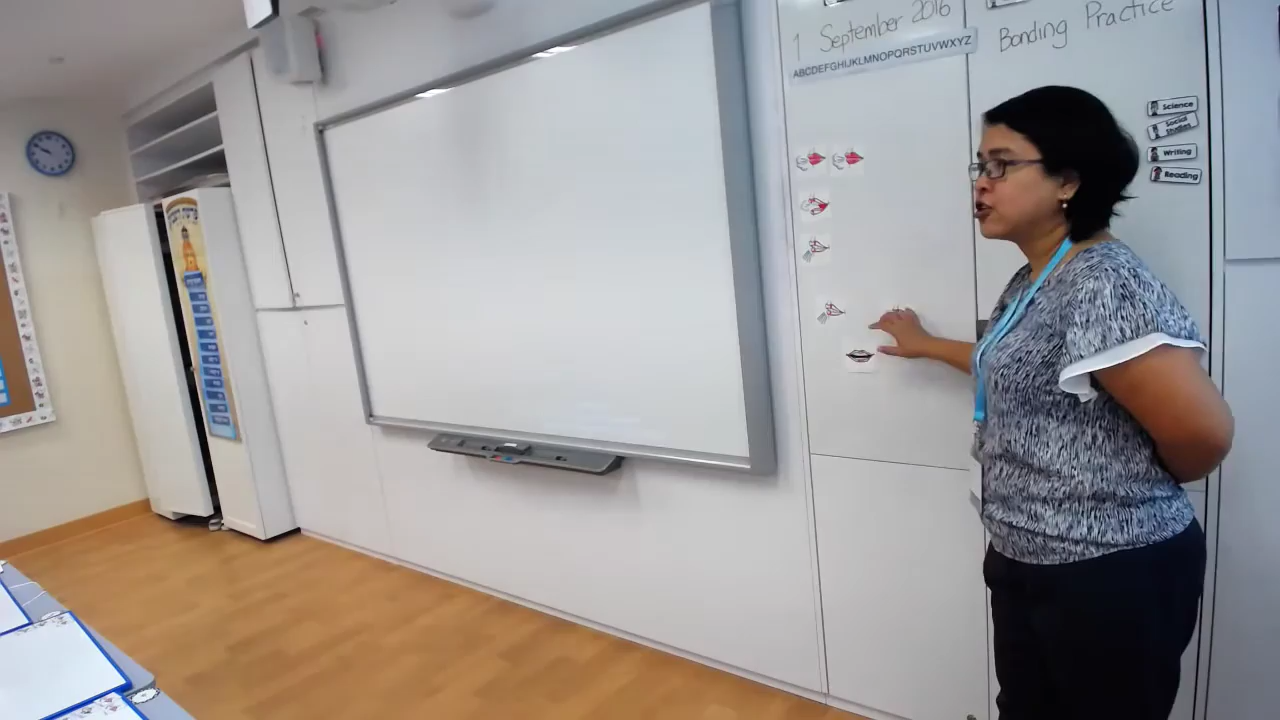 1 September 2016
ABCDEFGHIJKLMNOPQRSTUVWXYZ
Bonding Practice
Science
Social
Studies
Writing
Reading